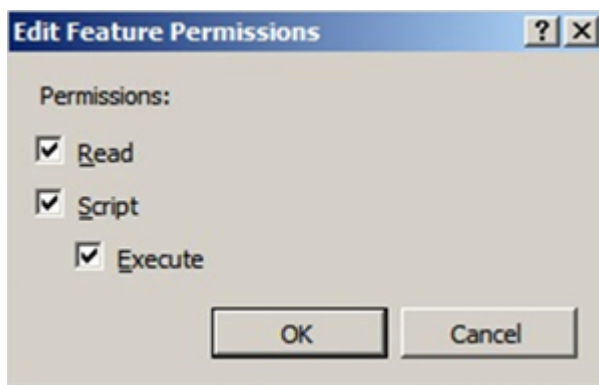 Edit Feature Permissions
Permissions:
Read
Script
Execute
OK Cancel